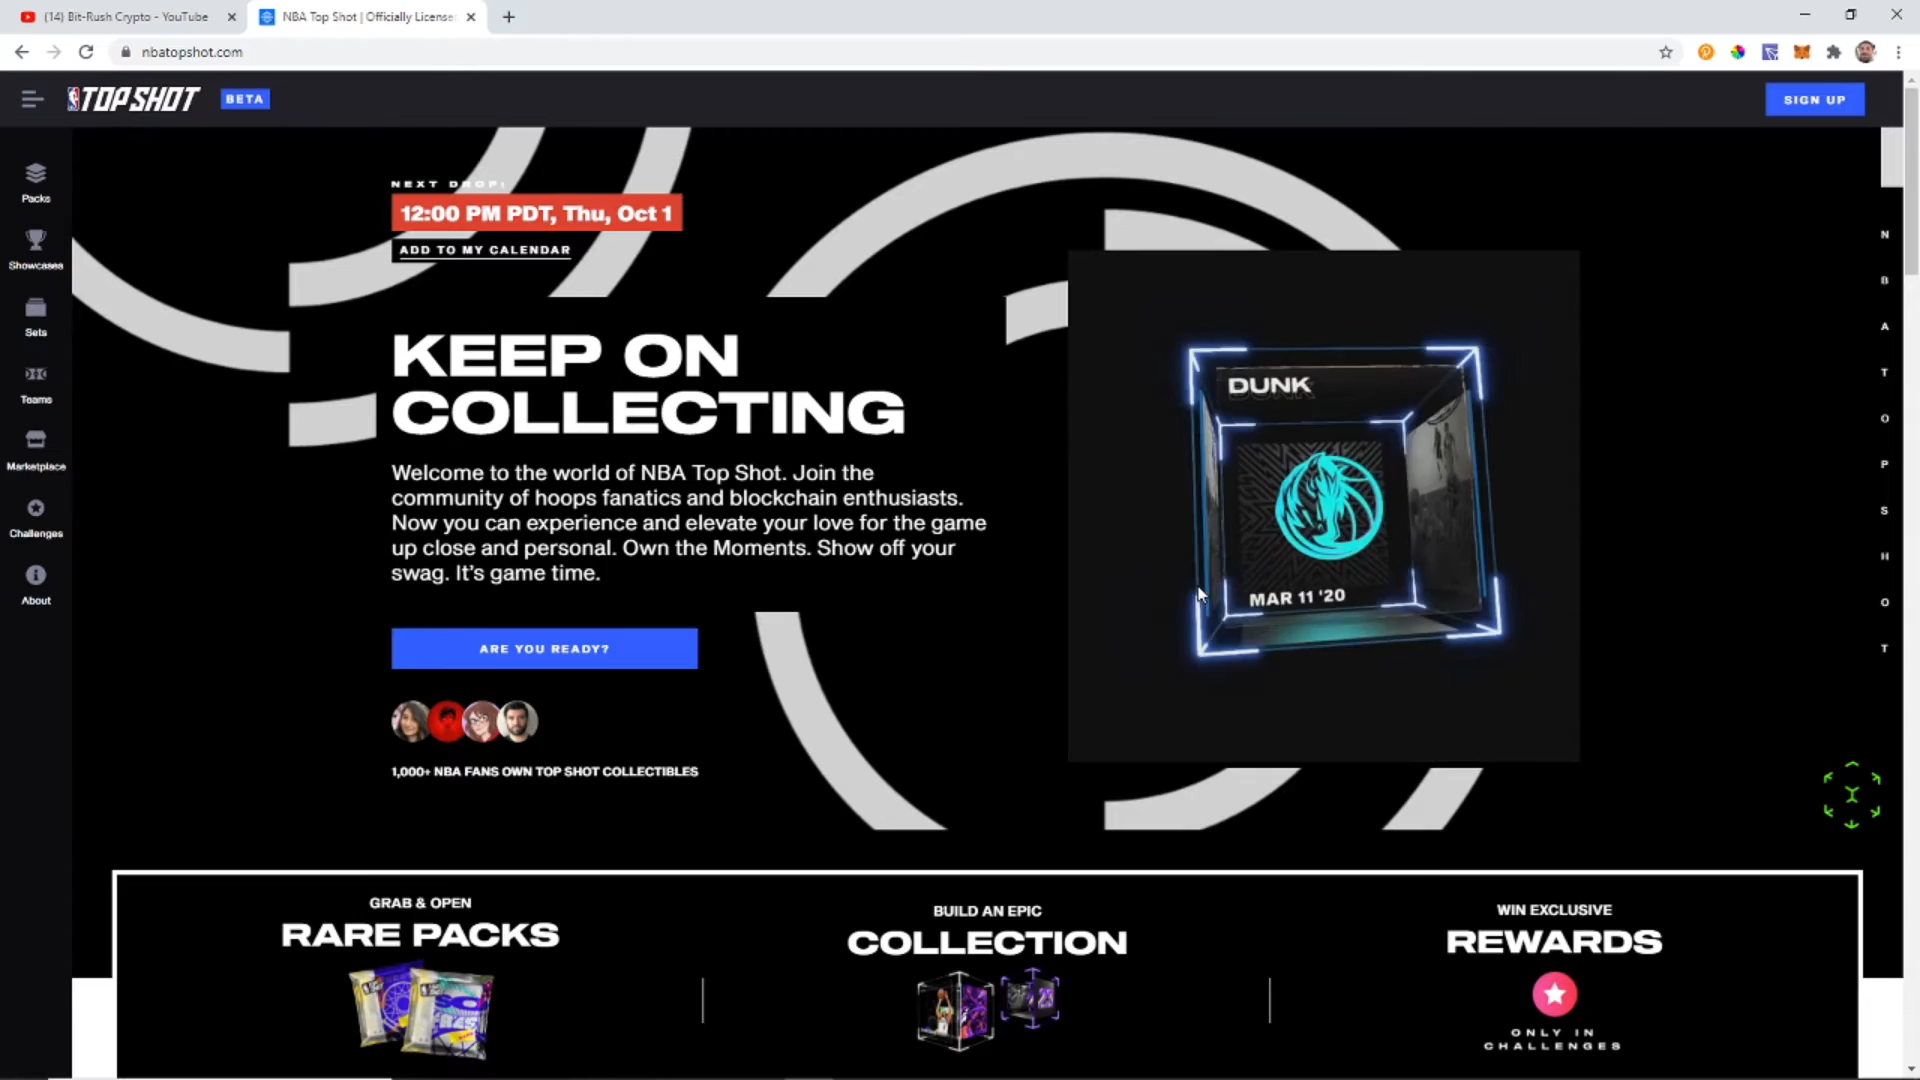 (14) Bit-Rush Crypto - YouTube
NBA Top Shot | Officially License
nbatopshot.com
TOP SHOT
BETA
SIGN UP
Packs
Showcases
Sets
Teams
Marketplace
Challenges
About
NEXT DROP:
12:00 PM PDT, Thu, Oct 1
ADD TO MY CALENDAR
KEEP ON
COLLECTING
Welcome to the world of NBA Top Shot. Join the
community of hoops fanatics and blockchain enthusiasts.
Now you can experience and elevate your love for the game
up close and personal. Own the Moments. Show off your
swag. It's game time.
ARE YOU READY?
1,000+ NBA FANS OWN TOP SHOT COLLECTIBLES
DUNK
MAR 11 '20
N
B
A
T
O
P
S
H
O
T
GRAB & OPEN
RARE PACKS
BUILD AN EPIC
COLLECTION
WIN EXCLUSIVE
REWARDS
ONLY IN
CHALLENGES